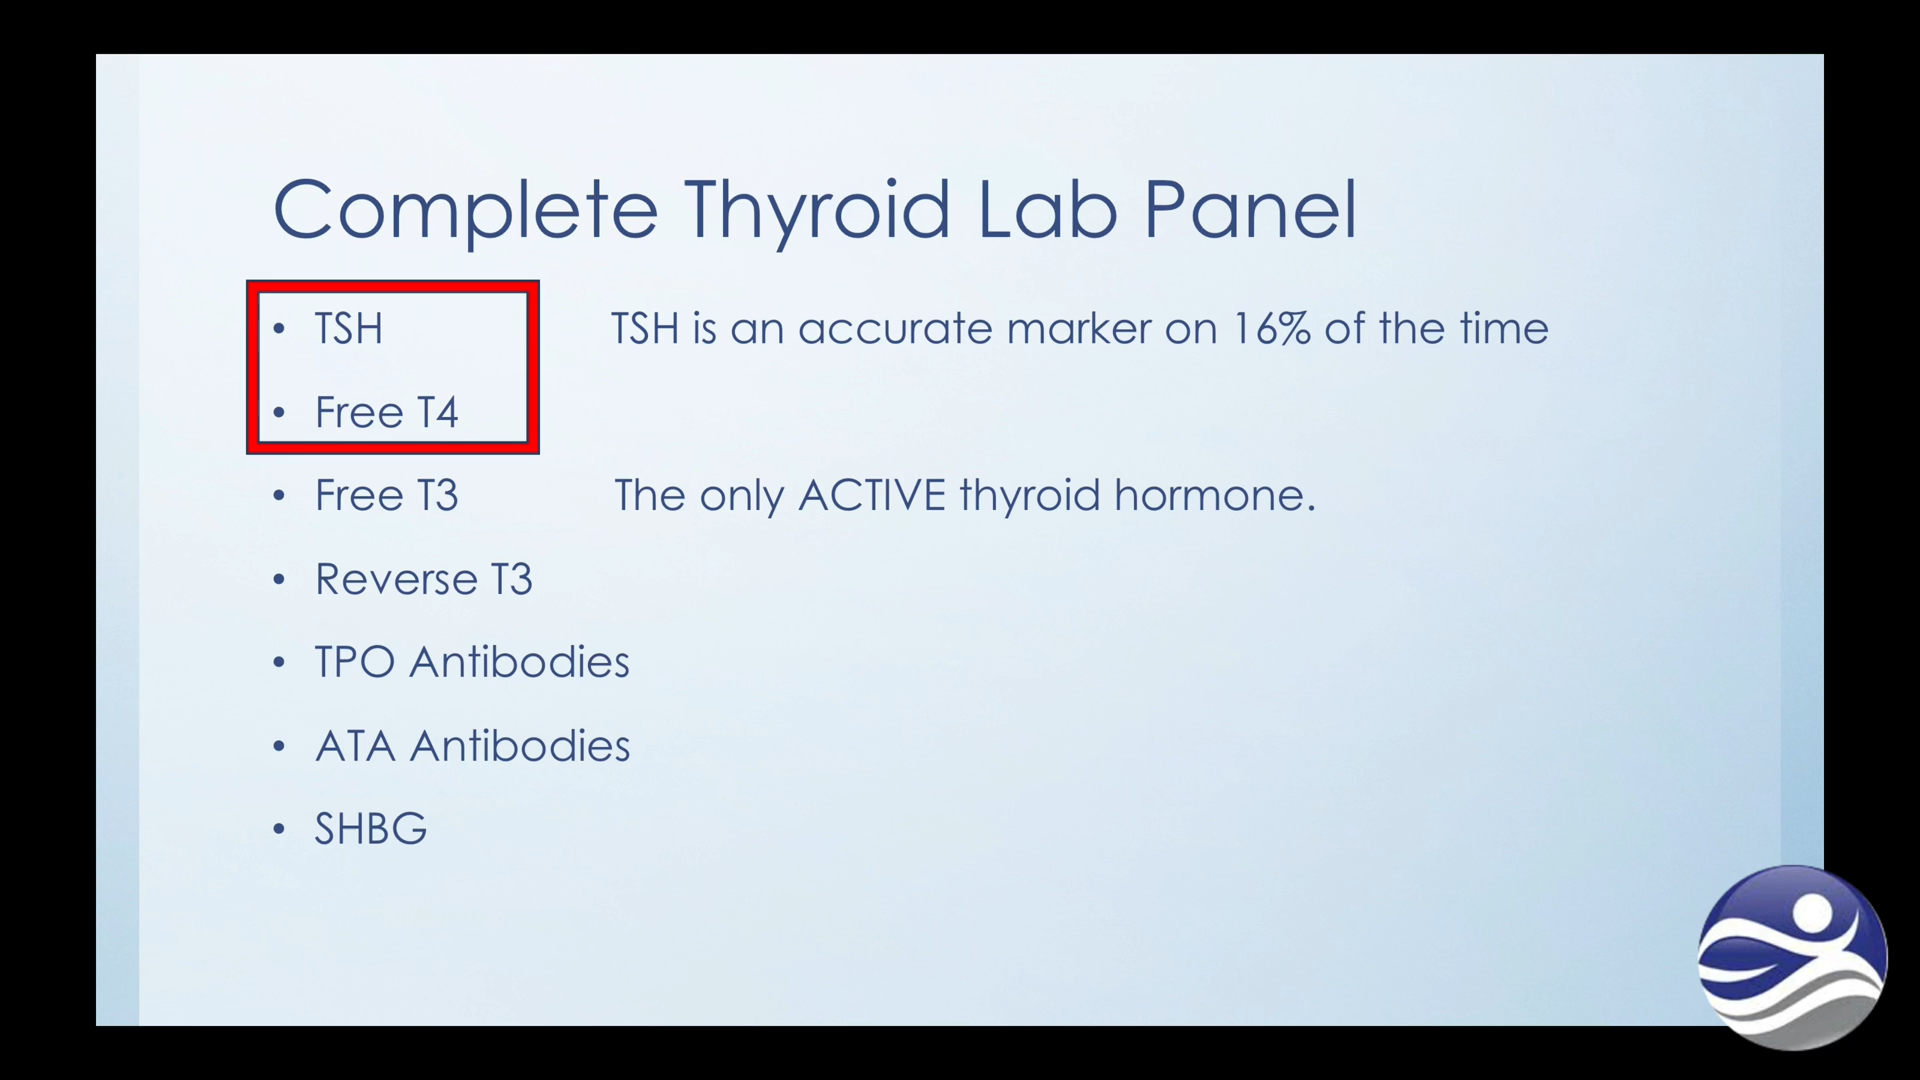 Complete Thyroid Lab Panel
• TSH TSH is an accurate marker on 16% of the time
• Free T4
• Free T3 The only ACTIVE thyroid hormone.
• Reverse T3
• TPO Antibodies
• ATA Antibodies
• SHBG